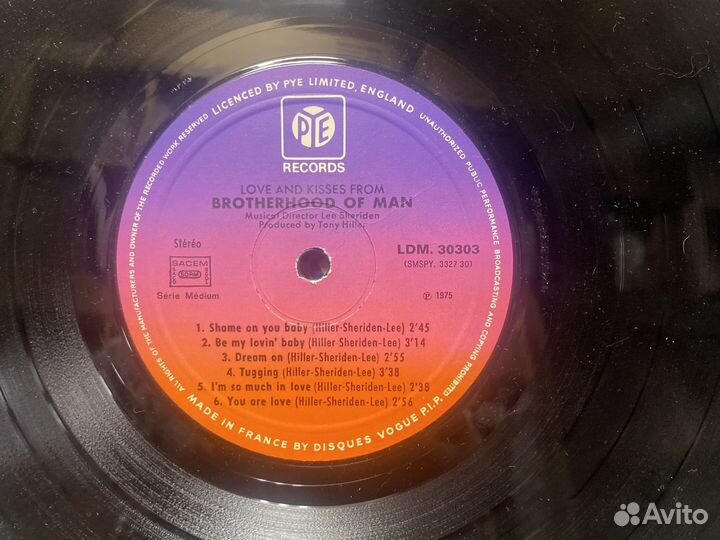 ALL RIGHTS OF THE MANUFACTURERS AND OWNER OF THE RECORDED WORK RESERVED LICENCED BY PYE LIMITED, ENGLAND UNAUTHORIZED PUBLIC PERFORMANCE BROADCASTING AND COPYING PROHIBITED
PYE
RECORDS
LOVE AND KISSES FROM
BROTHERHOOD OF MAN
Musical Director Lee Sheriden
Produced by Tony Hiller
Stéréo
SACEM
SDRM
Série Médium
LDM. 30303
(SMSPY. 3327 30)
℗ 1975
1. Shame on you baby (Hiller-Sheriden-Lee) 2'45
2. Be my lovin' baby (Hiller-Sheriden-Lee) 3'14
3. Dream on (Hiller-Sheriden-Lee) 2'55
4. Tugging (Hiller-Sheriden-Lee) 3'38
5. I'm so much in love (Hiller-Sheriden-Lee) 2'38
6. You are love (Hiller-Sheriden-Lee) 2'56
MADE IN FRANCE BY DISQUES VOGUE P.I.P.
Avito